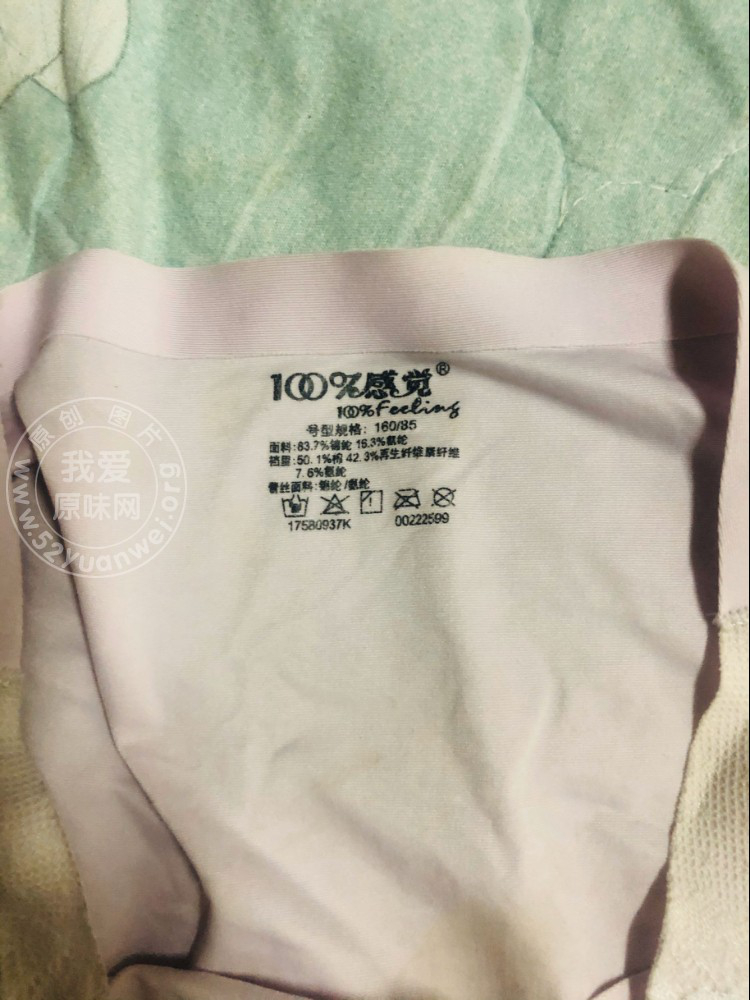 100%感觉®
100%Feeling
号型规格: 160/85
面料:83.7%锦纶 16.3%氨纶
裆里:50.1%棉 42.3%再生纤维素纤维
7.6%氨纶
蕾丝面料:锦纶/氨纶
17580937K 00222599
原创图片
我爱
原味网
www.52yuanwei.org